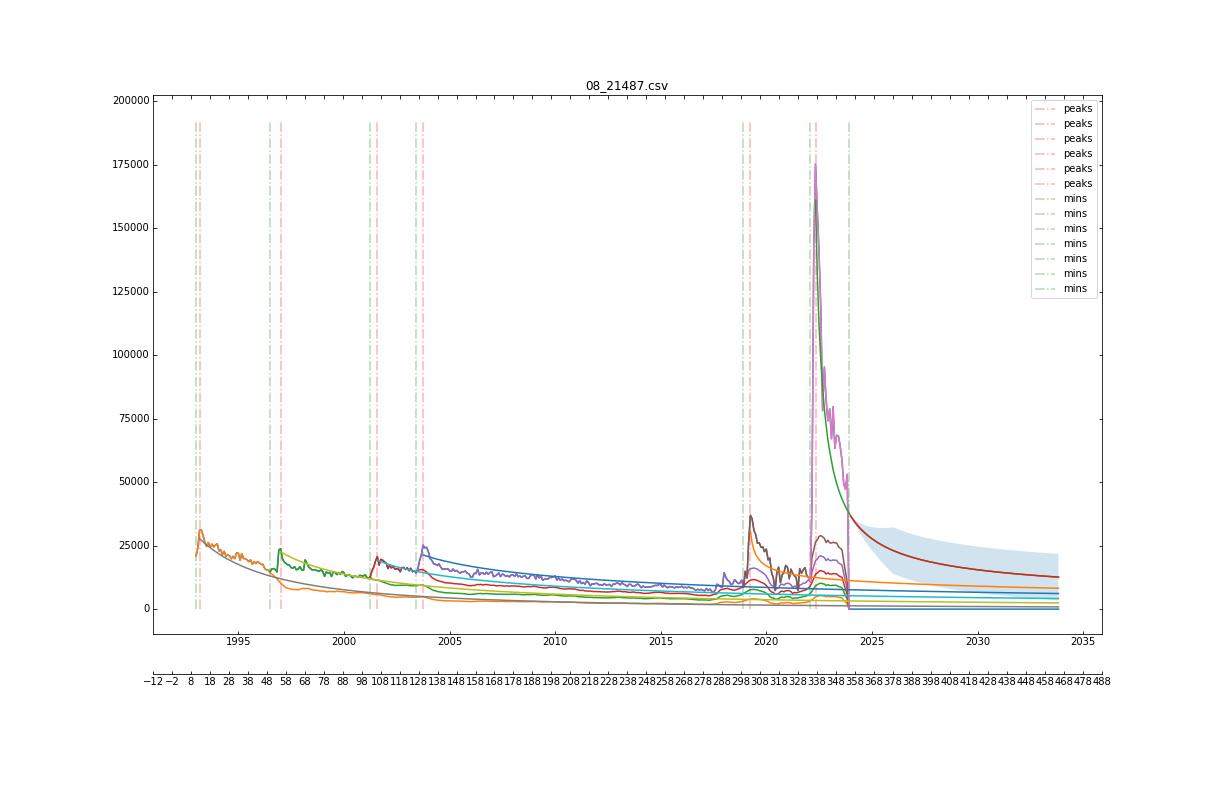 08_21487.csv
200000
175000
150000
125000
100000
75000
50000
25000
0
peaks
peaks
peaks
peaks
peaks
peaks
mins
mins
mins
mins
mins
mins
mins
1995 2000 2005 2010 2015 2020 2025 2030 2035
−12 −2 8 18 28 38 48 58 68 78 88 98 108 118 128 138 148 158 168 178 188 198 208 218 228 238 248 258 268 278 288 298 308 318 328 338 348 358 368 378 388 398 408 418 428 438 448 458 468 478 488